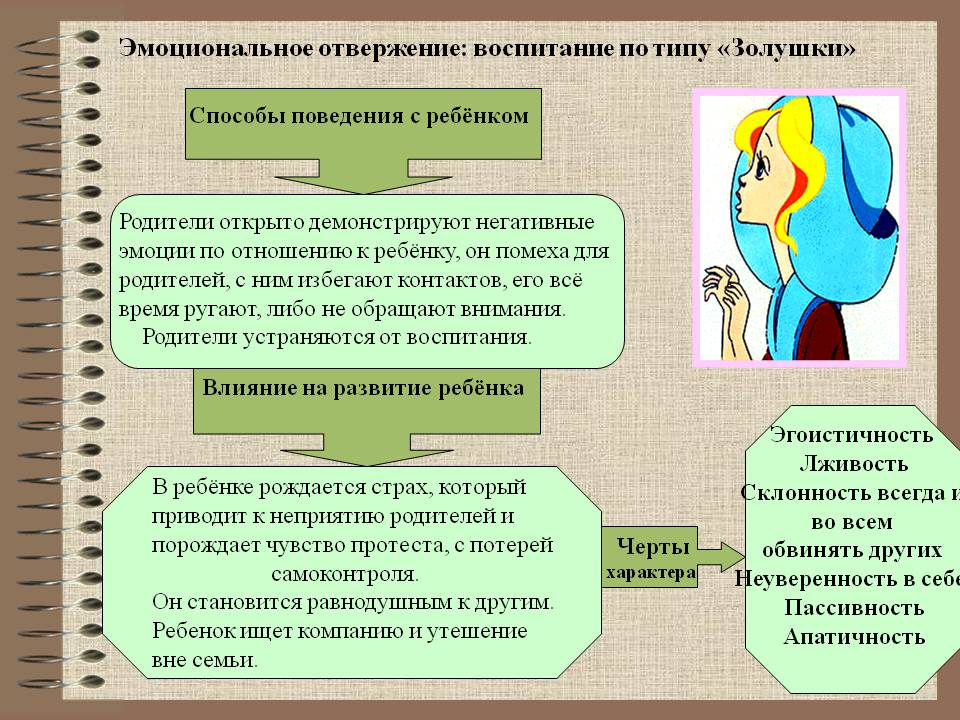 Эмоциональное отвержение: воспитание по типу «Золушки»
Способы поведения с ребёнком
Родители открыто демонстрируют негативные
эмоции по отношению к ребёнку, он помеха для
родителей, с ним избегают контактов, его всё
время ругают, либо не обращают внимания.
Родители устраняются от воспитания.
Влияние на развитие ребёнка
В ребёнке рождается страх, который
приводит к неприятию родителей и
порождает чувство протеста, с потерей
самоконтроля.
Он становится равнодушным к другим.
Ребенок ищет компанию и утешение
вне семьи.
Черты
характера
Эгоистичность
Лживость
Склонность всегда и
во всем
обвинять других
Неуверенность в себе
Пассивность
Апатичность